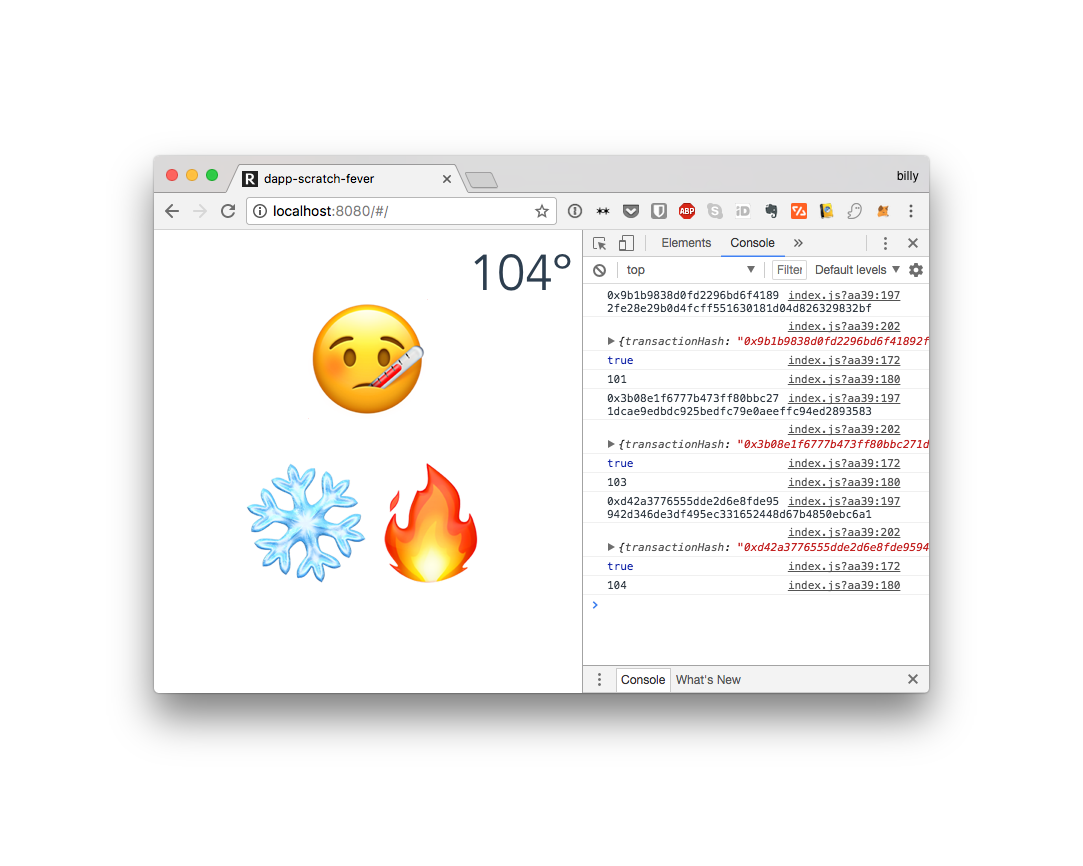 R dapp-scratch-fever
billy
localhost:8080/#/
ABP
iD
104°
Elements Console »
top Filter Default levels
0x9b1b9838d0fd2296bd6f4189 index.js?aa39:197
2fe28e29b0d4fcff551630181d04d826329832bf
index.js?aa39:202
{transactionHash: "0x9b1b9838d0fd2296bd6f41892f
true index.js?aa39:172
101 index.js?aa39:180
0x3b08e1f6777b473ff80bbc27 index.js?aa39:197
1dcae9edbdc925bedfc79e0aeeffc94ed2893583
index.js?aa39:202
{transactionHash: "0x3b08e1f6777b473ff80bbc271d
true index.js?aa39:172
103 index.js?aa39:180
0xd42a3776555dde2d6e8fde95 index.js?aa39:197
942d346de3df495ec331652448d67b4850ebc6a1
index.js?aa39:202
{transactionHash: "0xd42a3776555dde2d6e8fde9594
true index.js?aa39:172
104 index.js?aa39:180
>
Console What's New